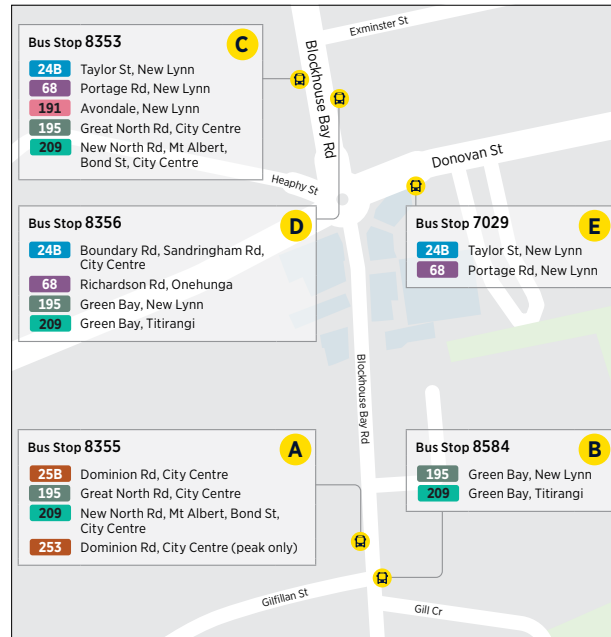 Exminster St
Bus Stop 8353
C
24B Taylor St, New Lynn
68 Portage Rd, New Lynn
191 Avondale, New Lynn
195 Great North Rd, City Centre
209 New North Rd, Mt Albert,
Bond St, City Centre
Blockhouse Bay Rd
Donovan St
Heaphy St
Bus Stop 8356
D
24B Boundary Rd, Sandringham Rd,
City Centre
68 Richardson Rd, Onehunga
195 Green Bay, New Lynn
209 Green Bay, Titirangi
Bus Stop 7029
E
24B Taylor St, New Lynn
68 Portage Rd, New Lynn
Blockhouse Bay Rd
Bus Stop 8355
A
25B Dominion Rd, City Centre
195 Great North Rd, City Centre
209 New North Rd, Mt Albert, Bond St,
City Centre
253 Dominion Rd, City Centre (peak only)
Bus Stop 8584
B
195 Green Bay, New Lynn
209 Green Bay, Titirangi
Gilfillan St
Gill Cr